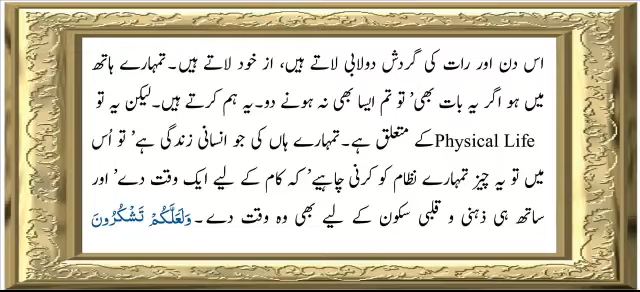 اس دن اور رات کی گردش دولابی لاتے ہیں، از خود لاتے ہیں۔تمہارے ہاتھ
میں ہو اگر یہ بات بھی’ تو تم ایسا بھی نہ ہونے دو۔یہ ہم کرتے ہیں۔لیکن یہ تو
Physical Lifeکے متعلق ہے۔تمہارے ہاں کی جو انسانی زندگی ہے’ تو اُس
میں تو یہ چیز تمہارے نظام کو کرنی چاہیے’ کہ کام کے لیے ایک وقت دے’ اور
ساتھ ہی ذہنی و قلبی سکون کے لیے بھی وہ وقت دے۔ وَلَعَلَّكُمْ تَشْكُرُونَ